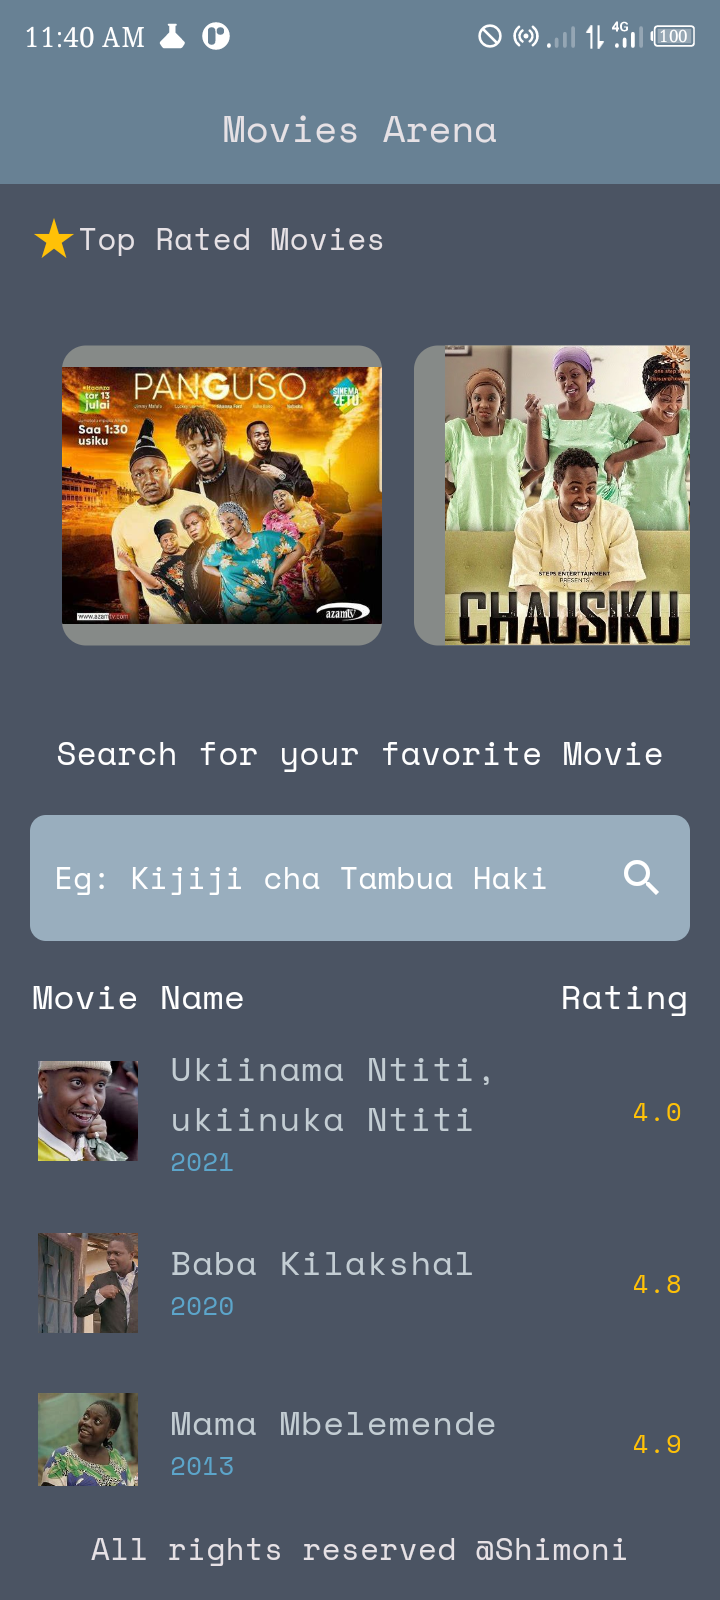 11:40 AM
4G
100
Movies Arena
Top Rated Movies
PANGUSO
tar 13
julai
Saa 1:30
usiku
SINEMA
ZETU
www.azamtv.com
azamtv
STEPS ENTERTAINMENT
PRESENTS
CHAUSIKU
Search for your favorite Movie
Eg: Kijiji cha Tambua Haki
Movie Name
Rating
Ukiinama Ntiti,
ukiinuka Ntiti
2021
4.0
Baba Kilakshal
2020
4.8
Mama Mbelemende
2013
4.9
All rights reserved @Shimoni